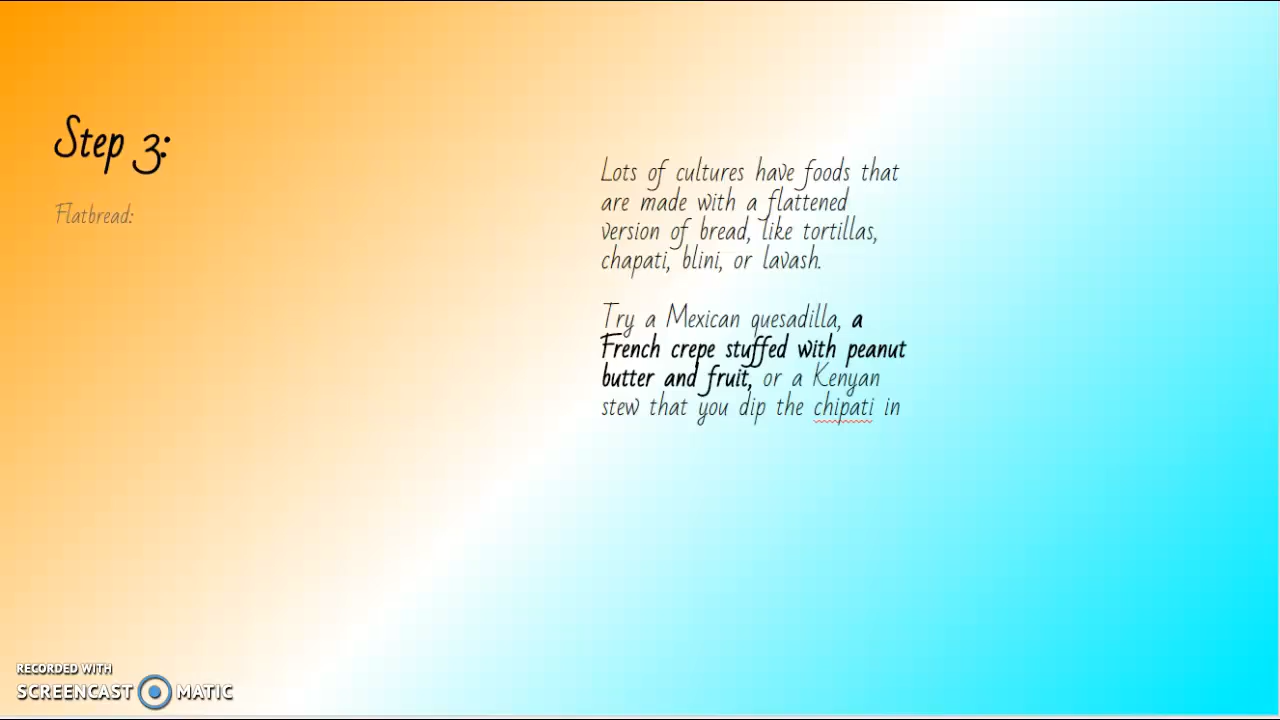 Step 3:
Flatbread:
Lots of cultures have foods that
are made with a flattened
version of bread, like tortillas,
chapati, blini, or lavash.
Try a Mexican quesadilla, a
French crepe stuffed with peanut
butter and fruit, or a Kenyan
stew that you dip the chipati in
RECORDED WITH
SCREENCAST MATIC